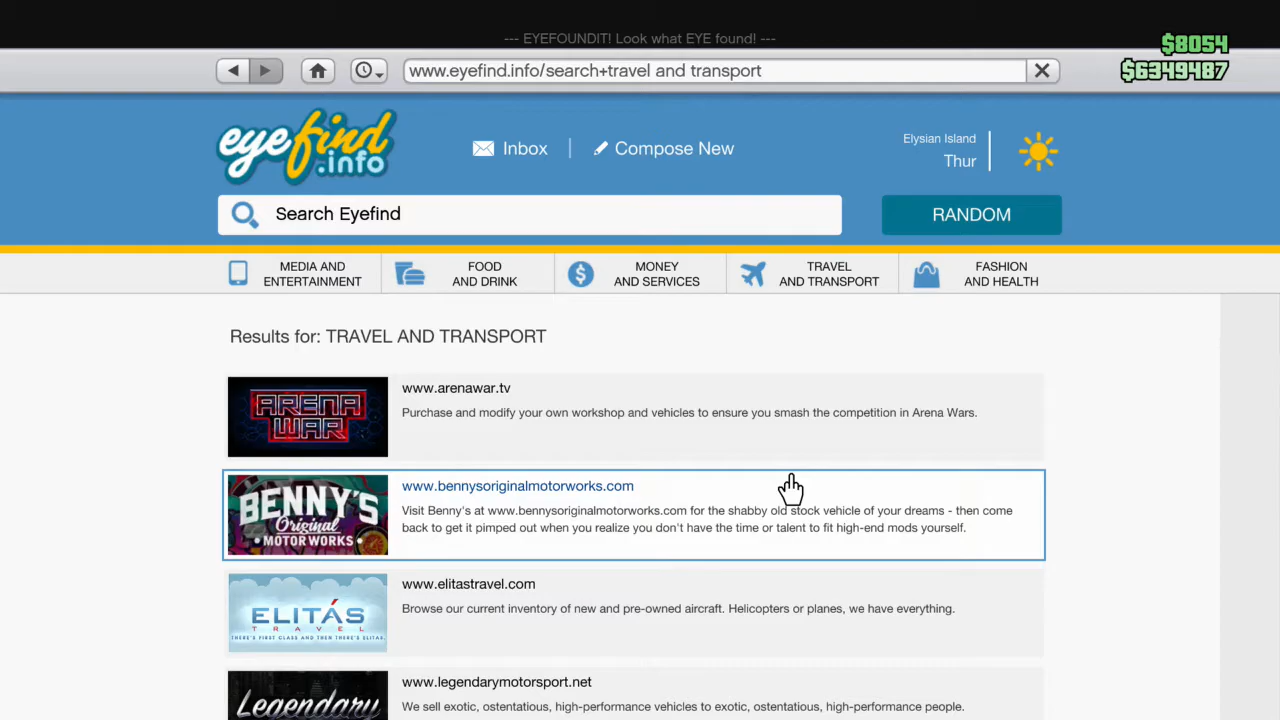 --- EYEFOUNDIT! Look what EYE found! ---
$8054
$6349487
www.eyefind.info/search+travel and transport
eyefind.info
Inbox
Compose New
Elysian Island
Thur
Search Eyefind
RANDOM
MEDIA AND
ENTERTAINMENT
FOOD
AND DRINK
MONEY
AND SERVICES
TRAVEL
AND TRANSPORT
FASHION
AND HEALTH
Results for: TRAVEL AND TRANSPORT
ARENA
WAR
www.arenawar.tv
Purchase and modify your own workshop and vehicles to ensure you smash the competition in Arena Wars.
BENNY'S
Original
MOTOR WORKS
www.bennysoriginalmotorworks.com
Visit Benny's at www.bennysoriginalmotorworks.com for the shabby old stock vehicle of your dreams - then come
back to get it pimped out when you realize you don't have the time or talent to fit high-end mods yourself.
ELITÁS
TRAVEL
THERE'S FIRST CLASS AND THEN THERE'S ELITAS.
www.elitastravel.com
Browse our current inventory of new and pre-owned aircraft. Helicopters or planes, we have everything.
Legendary
www.legendarymotorsport.net
We sell exotic, ostentatious, high-performance vehicles to exotic, ostentatious, high-performance people.